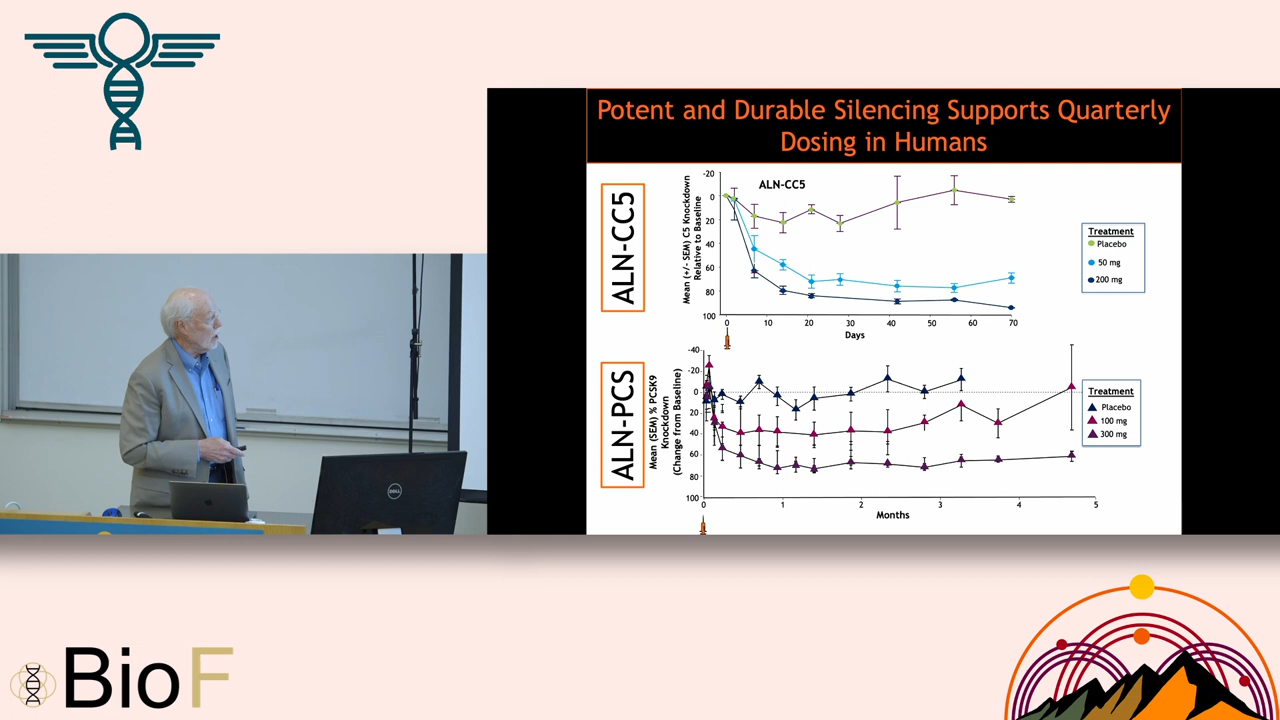 Potent and Durable Silencing Supports Quarterly
Dosing in Humans
ALN-CC5
ALN-CC5
Mean (+/- SEM) C5 Knockdown
Relative to Baseline
-20
0
20
40
60
80
100
0 10 20 30 40 50 60 70
Days
Treatment
Placebo
50 mg
200 mg
ALN-PCS
Mean (SEM) % PCSK9
Knockdown
(Change from Baseline)
-40
-20
0
20
40
60
80
100
0 1 2 3 4 5
Months
Treatment
Placebo
100 mg
300 mg
DELL
BioF